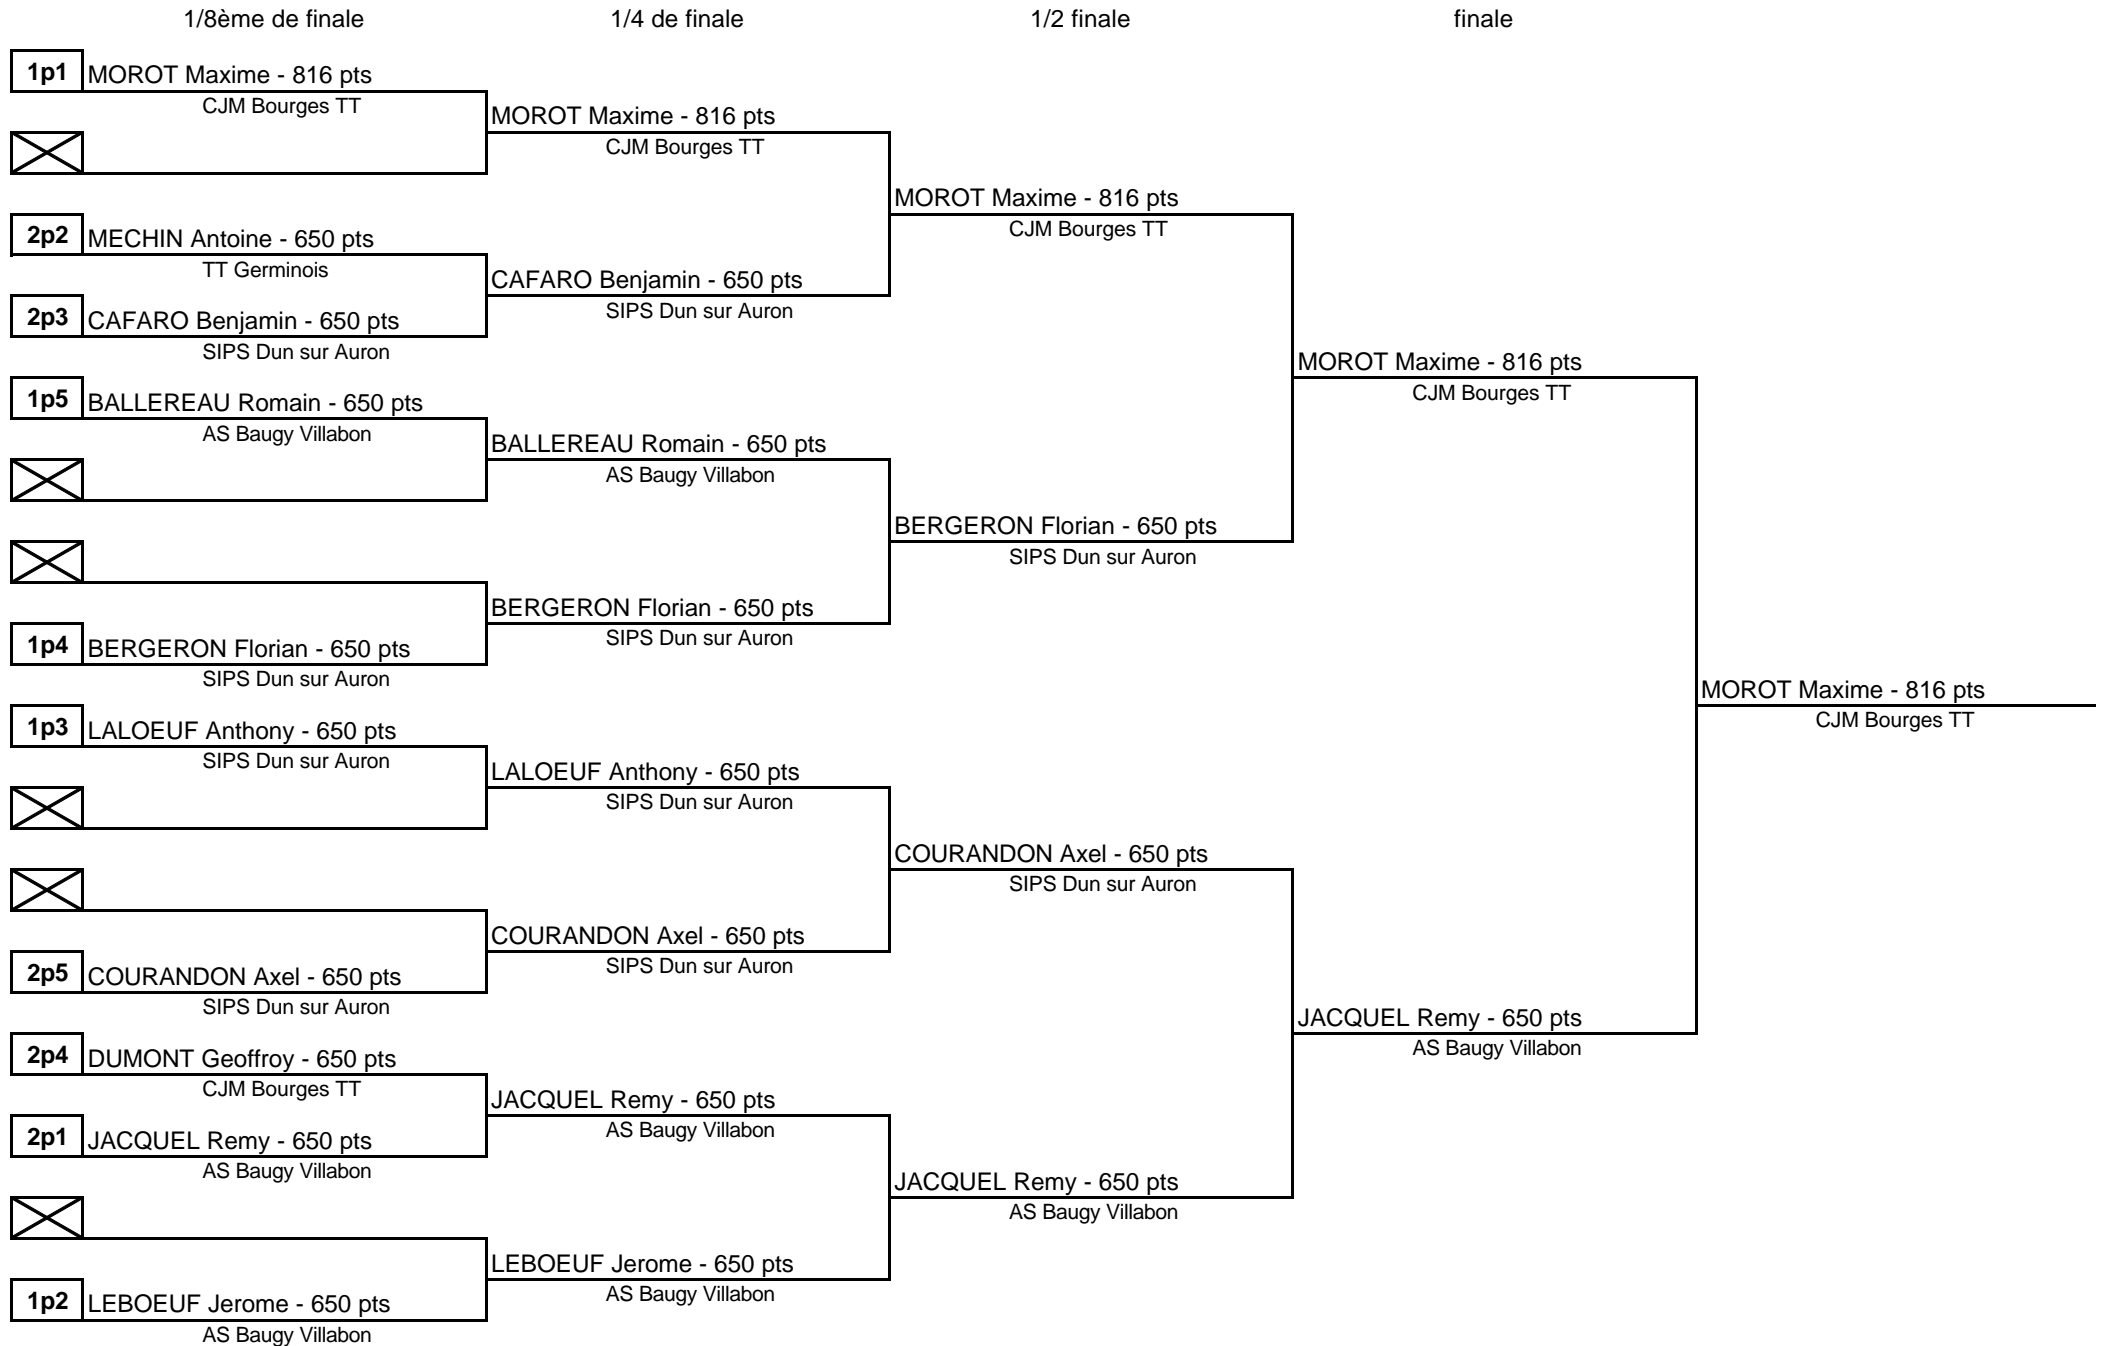 1/8ème de finale 1/4 de finale 1/2 finale finale
1p1 MOROT Maxime - 816 pts
CJM Bourges TT
MOROT Maxime - 816 pts
CJM Bourges TT
MOROT Maxime - 816 pts
CJM Bourges TT
2p2 MECHIN Antoine - 650 pts
TT Germinois
CAFARO Benjamin - 650 pts
SIPS Dun sur Auron
2p3 CAFARO Benjamin - 650 pts
SIPS Dun sur Auron
MOROT Maxime - 816 pts
CJM Bourges TT
1p5 BALLEREAU Romain - 650 pts
AS Baugy Villabon
BALLEREAU Romain - 650 pts
AS Baugy Villabon
BERGERON Florian - 650 pts
SIPS Dun sur Auron
BERGERON Florian - 650 pts
SIPS Dun sur Auron
1p4 BERGERON Florian - 650 pts
SIPS Dun sur Auron
MOROT Maxime - 816 pts
CJM Bourges TT
1p3 LALOEUF Anthony - 650 pts
SIPS Dun sur Auron
LALOEUF Anthony - 650 pts
SIPS Dun sur Auron
COURANDON Axel - 650 pts
SIPS Dun sur Auron
COURANDON Axel - 650 pts
SIPS Dun sur Auron
2p5 COURANDON Axel - 650 pts
SIPS Dun sur Auron
JACQUEL Remy - 650 pts
AS Baugy Villabon
2p4 DUMONT Geoffroy - 650 pts
CJM Bourges TT
JACQUEL Remy - 650 pts
AS Baugy Villabon
2p1 JACQUEL Remy - 650 pts
AS Baugy Villabon
JACQUEL Remy - 650 pts
AS Baugy Villabon
LEBOEUF Jerome - 650 pts
AS Baugy Villabon
1p2 LEBOEUF Jerome - 650 pts
AS Baugy Villabon